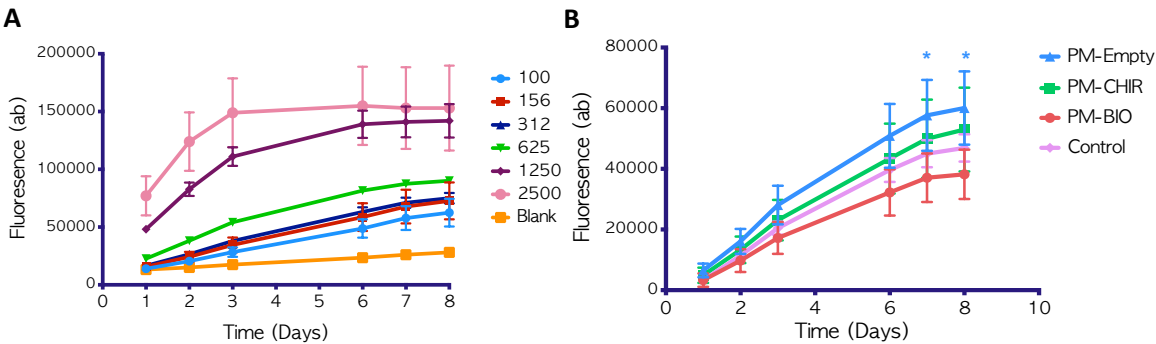 A
Fluoresence (ab)
200000
150000
100000
50000
0
0 1 2 3 4 5 6 7 8
Time (Days)
100
156
312
625
1250
2500
Blank
B
Fluoresence (ab)
80000
60000
40000
20000
0
0 2 4 6 8 10
Time (Days)
* *
PM-Empty
PM-CHIR
PM-BIO
Control